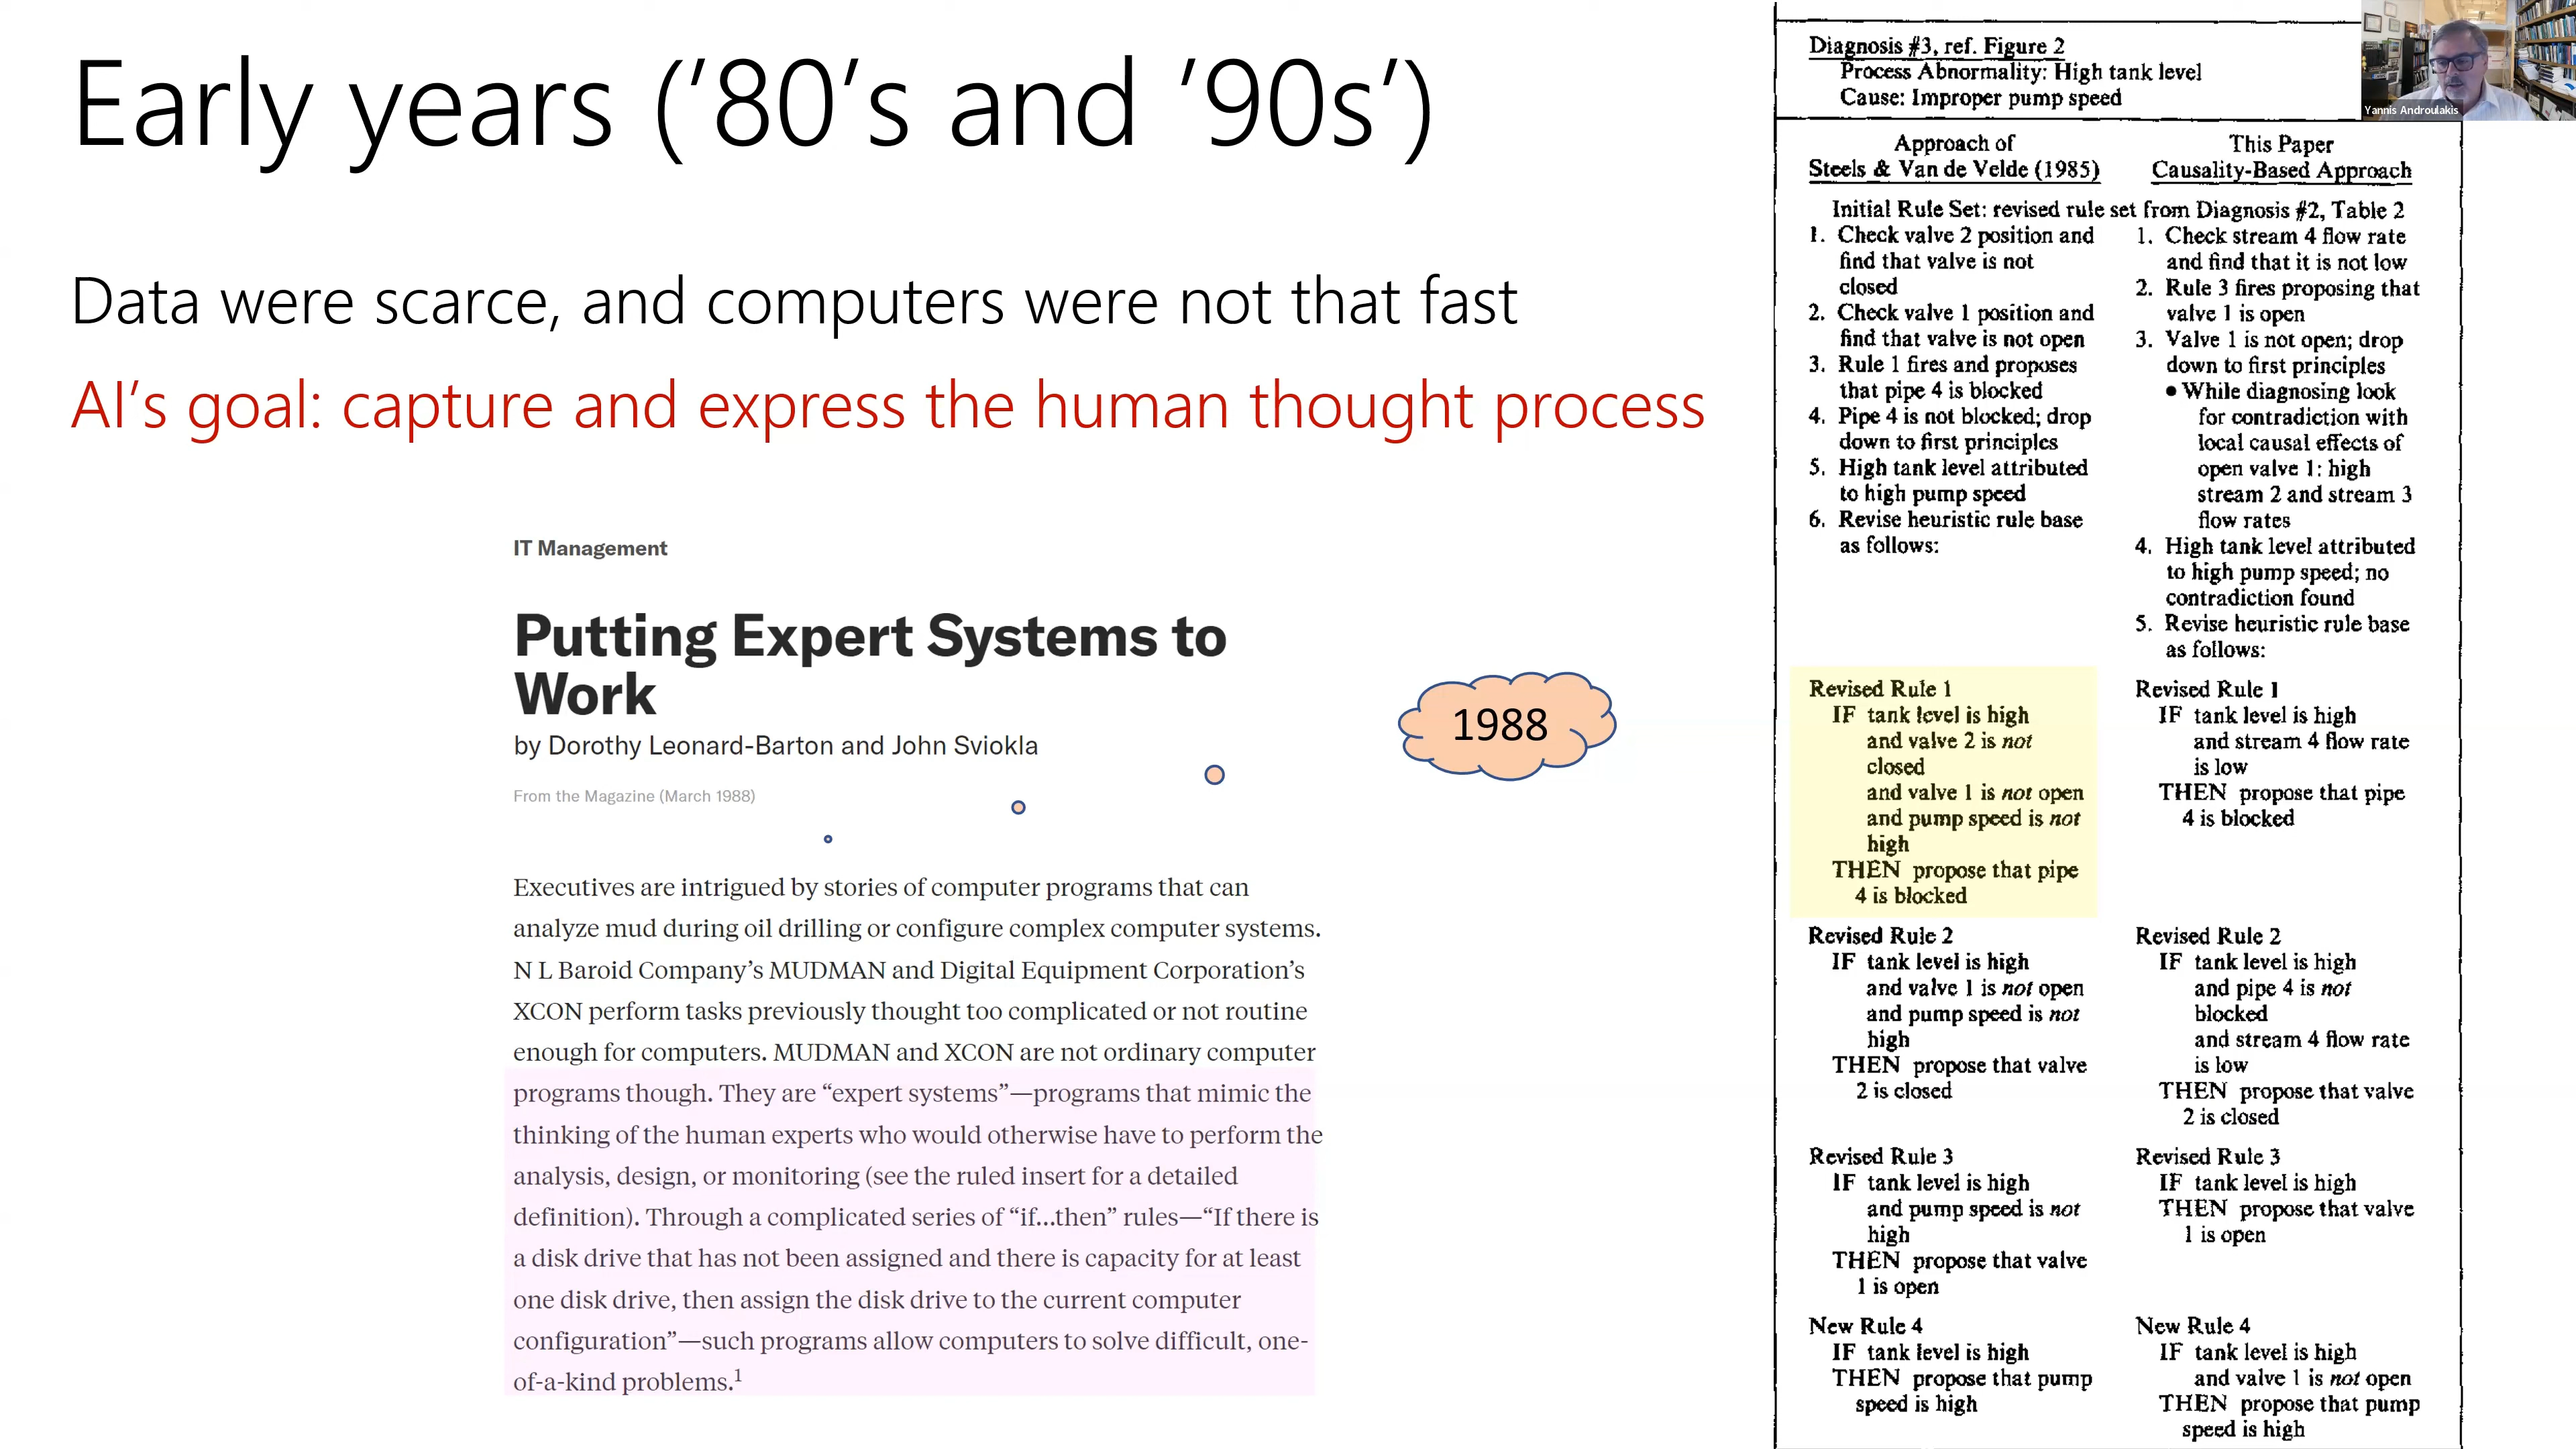 Early years (’80’s and ’90s’)
Data were scarce, and computers were not that fast
AI’s goal: capture and express the human thought process
IT Management
Putting Expert Systems to
Work
by Dorothy Leonard-Barton and John Sviokla
From the Magazine (March 1988)
1988
Executives are intrigued by stories of computer programs that can
analyze mud during oil drilling or configure complex computer systems.
N L Baroid Company’s MUDMAN and Digital Equipment Corporation’s
XCON perform tasks previously thought too complicated or not routine
enough for computers. MUDMAN and XCON are not ordinary computer
programs though. They are “expert systems”—programs that mimic the
thinking of the human experts who would otherwise have to perform the
analysis, design, or monitoring (see the ruled insert for a detailed
definition). Through a complicated series of “if...then” rules—“If there is
a disk drive that has not been assigned and there is capacity for at least
one disk drive, then assign the disk drive to the current computer
configuration”—such programs allow computers to solve difficult, one-
of-a-kind problems.1
Diagnosis #3, ref. Figure 2
Process Abnormality: High tank level
Cause: Improper pump speed
Yannis Androulakis
Approach of
Steels & Van de Velde (1985)
This Paper
Causality-Based Approach
Initial Rule Set: revised rule set from Diagnosis #2, Table 2
1. Check valve 2 position and
find that valve is not
closed
2. Check valve 1 position and
find that valve is not open
3. Rule 1 fires and proposes
that pipe 4 is blocked
4. Pipe 4 is not blocked; drop
down to first principles
5. High tank level attributed
to high pump speed
6. Revise heuristic rule base
as follows:
Revised Rule 1
IF tank level is high
and valve 2 is not
closed
and valve 1 is not open
and pump speed is not
high
THEN propose that pipe
4 is blocked
Revised Rule 2
IF tank level is high
and valve 1 is not open
and pump speed is not
high
THEN propose that valve
2 is closed
Revised Rule 3
IF tank level is high
and pump speed is not
high
THEN propose that valve
1 is open
New Rule 4
IF tank level is high
THEN propose that pump
speed is high
1. Check stream 4 flow rate
and find that it is not low
2. Rule 3 fires proposing that
valve 1 is open
3. Valve 1 is not open; drop
down to first principles
• While diagnosing look
for contradiction with
local causal effects of
open valve 1: high
stream 2 and stream 3
flow rates
4. High tank level attributed
to high pump speed; no
contradiction found
5. Revise heuristic rule base
as follows:
Revised Rule 1
IF tank level is high
and stream 4 flow rate
is low
THEN propose that pipe
4 is blocked
Revised Rule 2
IF tank level is high
and pipe 4 is not
blocked
and stream 4 flow rate
is low
THEN propose that valve
2 is closed
Revised Rule 3
IF tank level is high
THEN propose that valve
1 is open
New Rule 4
IF tank level is high
and valve 1 is not open
THEN propose that pump
speed is high